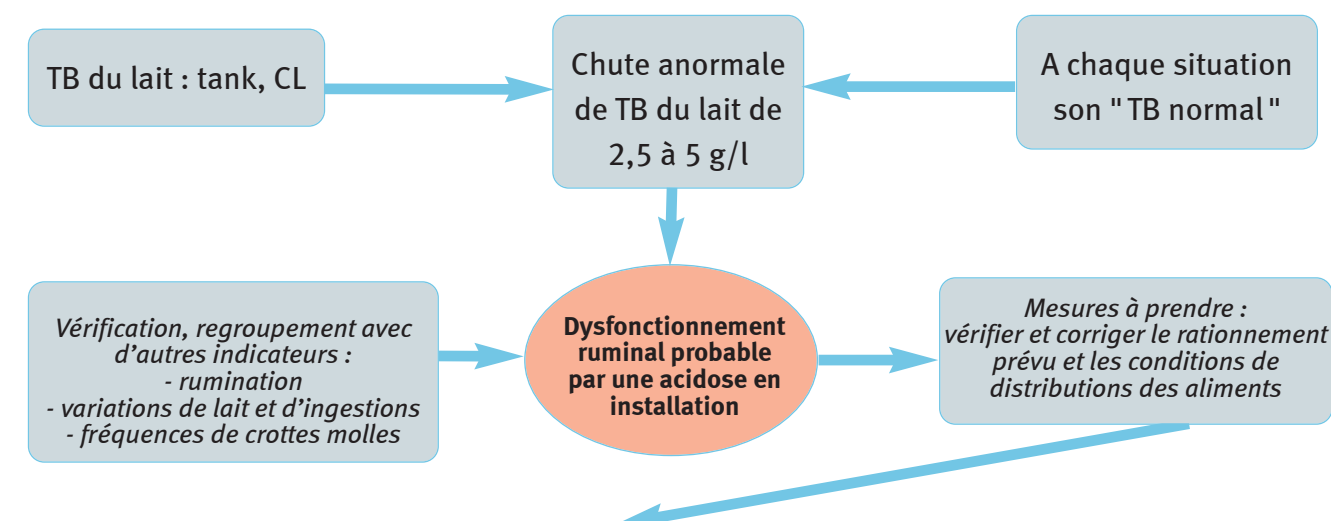 TB du lait : tank, CL
Chute anormale
de TB du lait de
2,5 à 5 g/l
A chaque situation
son "TB normal"
Vérification, regroupement avec
d'autres indicateurs :
- rumination
- variations de lait et d'ingestions
- fréquences de crottes molles
Dysfonctionnement
ruminal probable
par une acidose en
installation
Mesures à prendre :
vérifier et corriger le rationnement
prévu et les conditions de
distributions des aliments